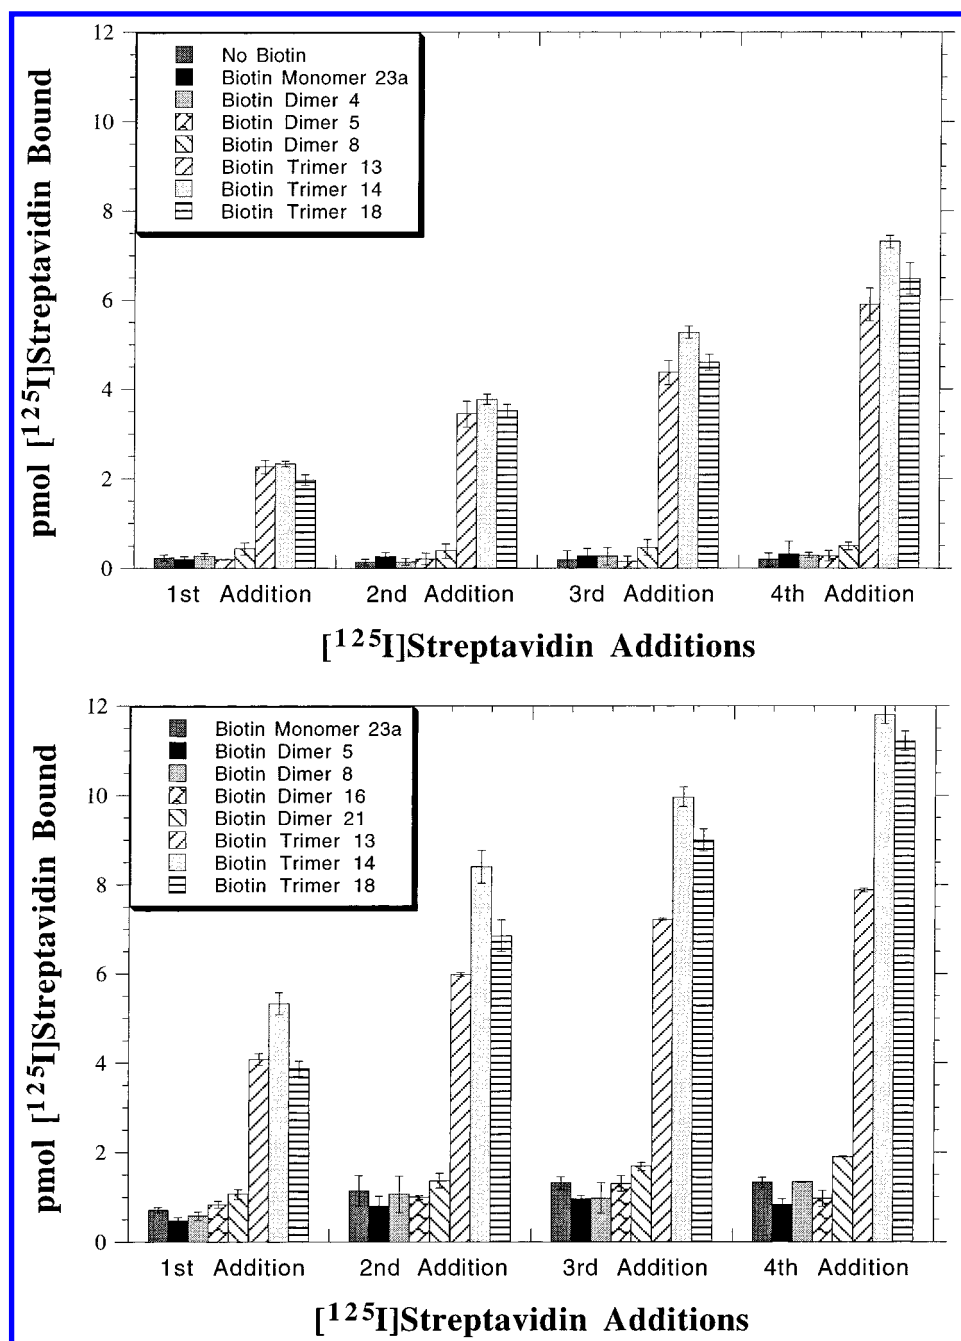 12
10
8
6
4
2
0
pmol [125I]Streptavidin Bound
No Biotin
Biotin Monomer 23a
Biotin Dimer 4
Biotin Dimer 5
Biotin Dimer 8
Biotin Trimer 13
Biotin Trimer 14
Biotin Trimer 18
1st Addition 2nd Addition 3rd Addition 4th Addition
[125I]Streptavidin Additions
12
10
8
6
4
2
0
pmol [125I]Streptavidin Bound
Biotin Monomer 23a
Biotin Dimer 5
Biotin Dimer 8
Biotin Dimer 16
Biotin Dimer 21
Biotin Trimer 13
Biotin Trimer 14
Biotin Trimer 18
1st Addition 2nd Addition 3rd Addition 4th Addition
[125I]Streptavidin Additions